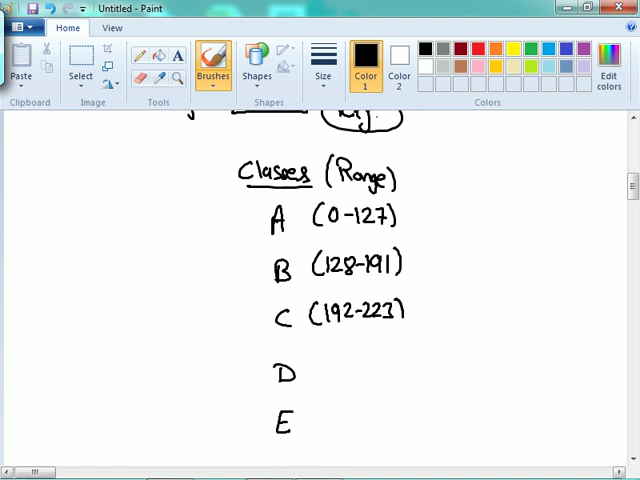 Untitled - Paint
Home View
Paste Select Brushes Shapes Size Color 1 Color 2 Edit colors
Clipboard Image Tools Shapes Colors
Classes (Range)
A (0-127)
B (128-191)
C (192-223)
D
E